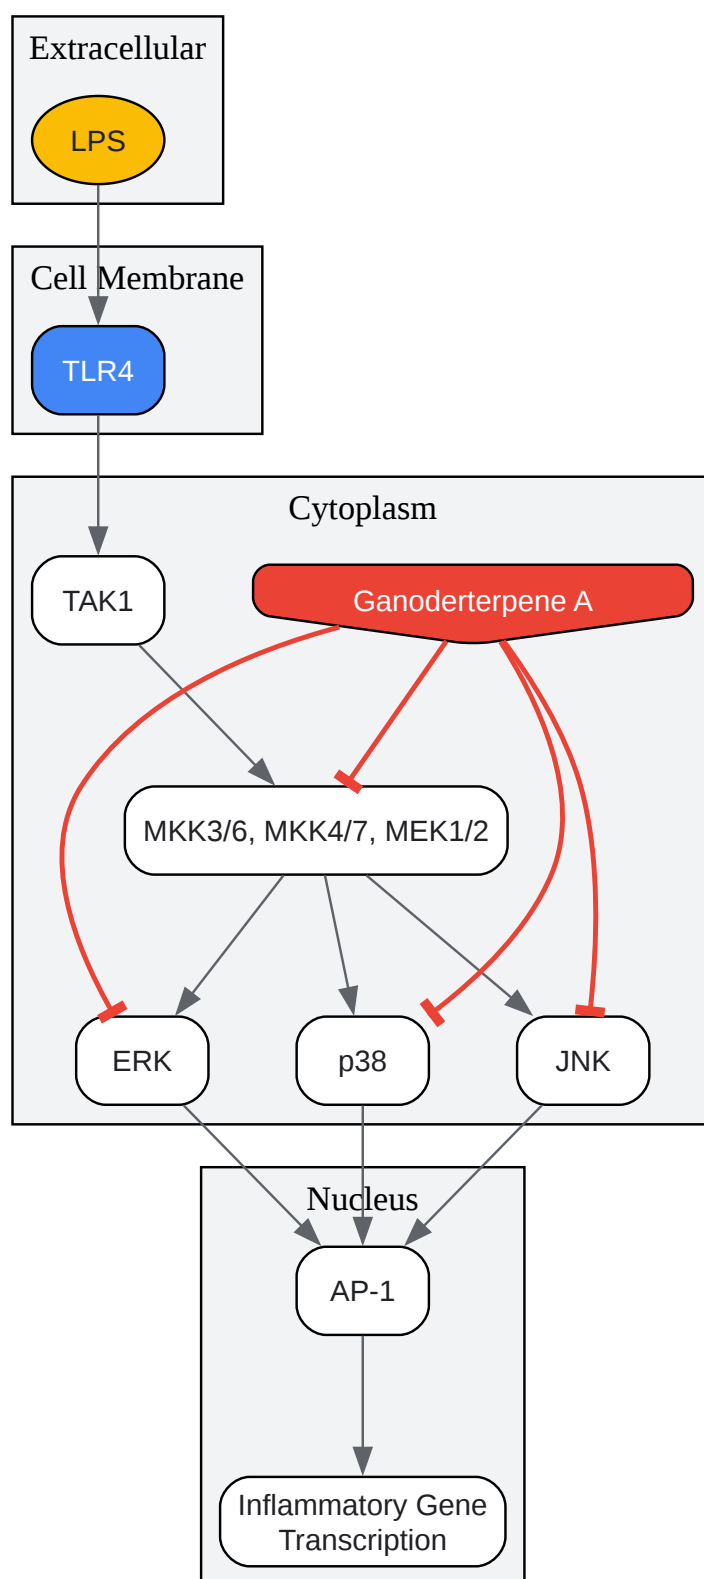 Extracellular
LPS
Cell Membrane
TLR4
Cytoplasm
TAK1
Ganoderterpene A
MKK3/6, MKK4/7, MEK1/2
ERK
p38
JNK
Nucleus
AP-1
Inflammatory Gene
Transcription